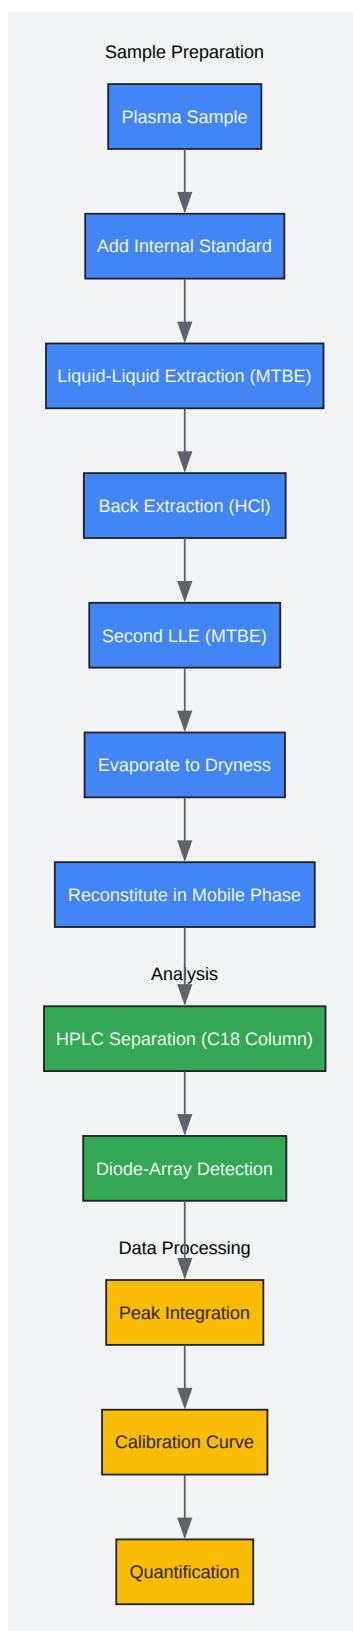 Sample Preparation
Plasma Sample
Add Internal Standard
Liquid-Liquid Extraction (MTBE)
Back Extraction (HCl)
Second LLE (MTBE)
Evaporate to Dryness
Reconstitute in Mobile Phase
Analysis
HPLC Separation (C18 Column)
Diode-Array Detection
Data Processing
Peak Integration
Calibration Curve
Quantification